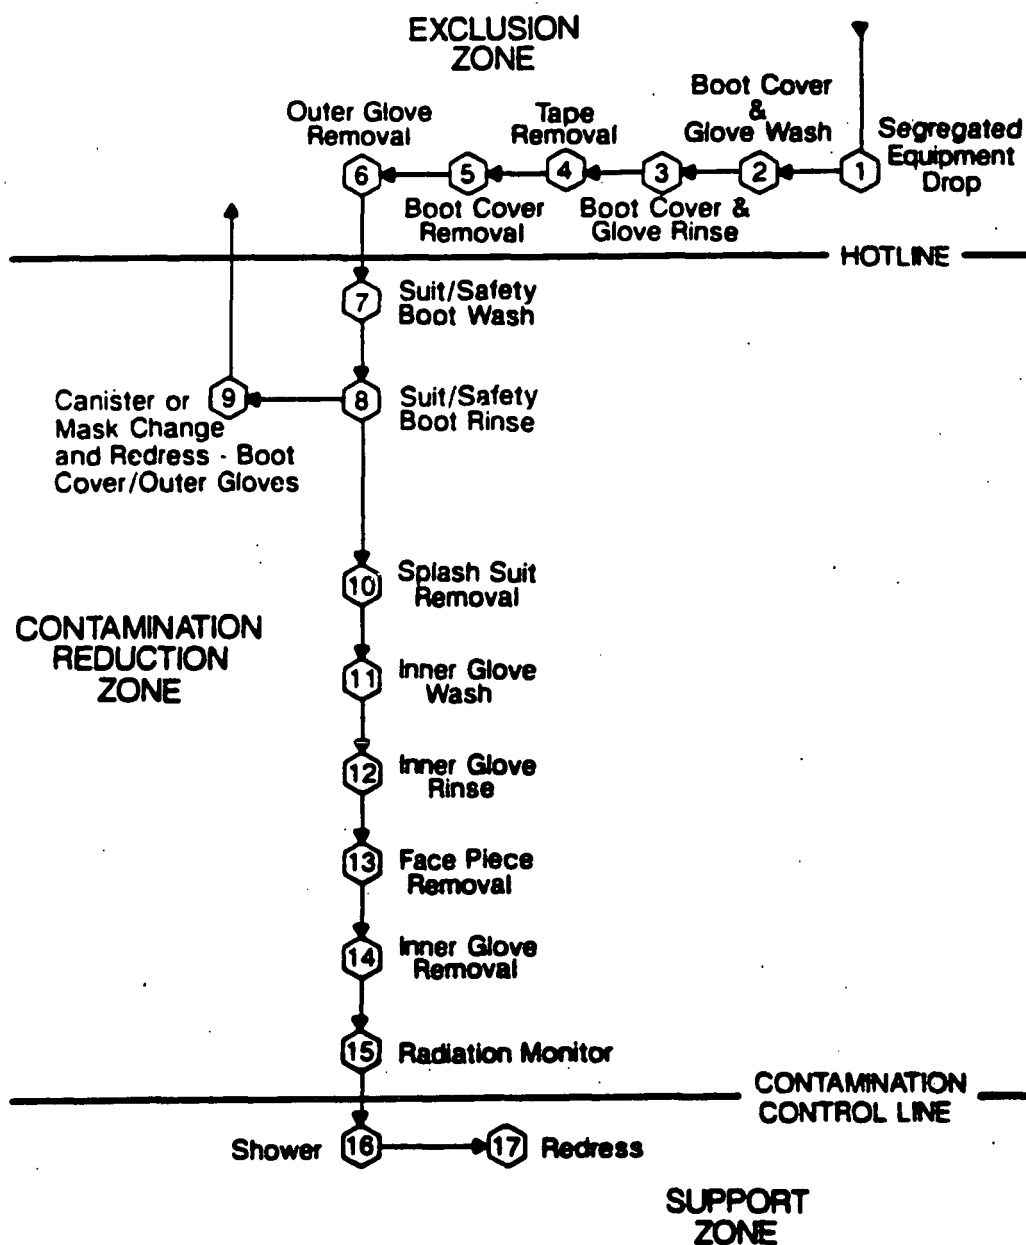 EXCLUSION
ZONE
Outer Glove
Removal
Tape
Removal
Boot Cover
&
Glove Wash
Segregated
Equipment
Drop
6
5
4
3
2
1
Boot Cover
Removal
Boot Cover &
Glove Rinse
HOTLINE
7
Suit/Safety
Boot Wash
9
8
Suit/Safety
Boot Rinse
Canister or
Mask Change
and Redress - Boot
Cover/Outer Gloves
10
Splash Suit
Removal
CONTAMINATION
REDUCTION
ZONE
11
Inner Glove
Wash
12
Inner Glove
Rinse
13
Face Piece
Removal
14
Inner Glove
Removal
15
Radiation Monitor
CONTAMINATION
CONTROL LINE
Shower
16
17
Redress
SUPPORT
ZONE